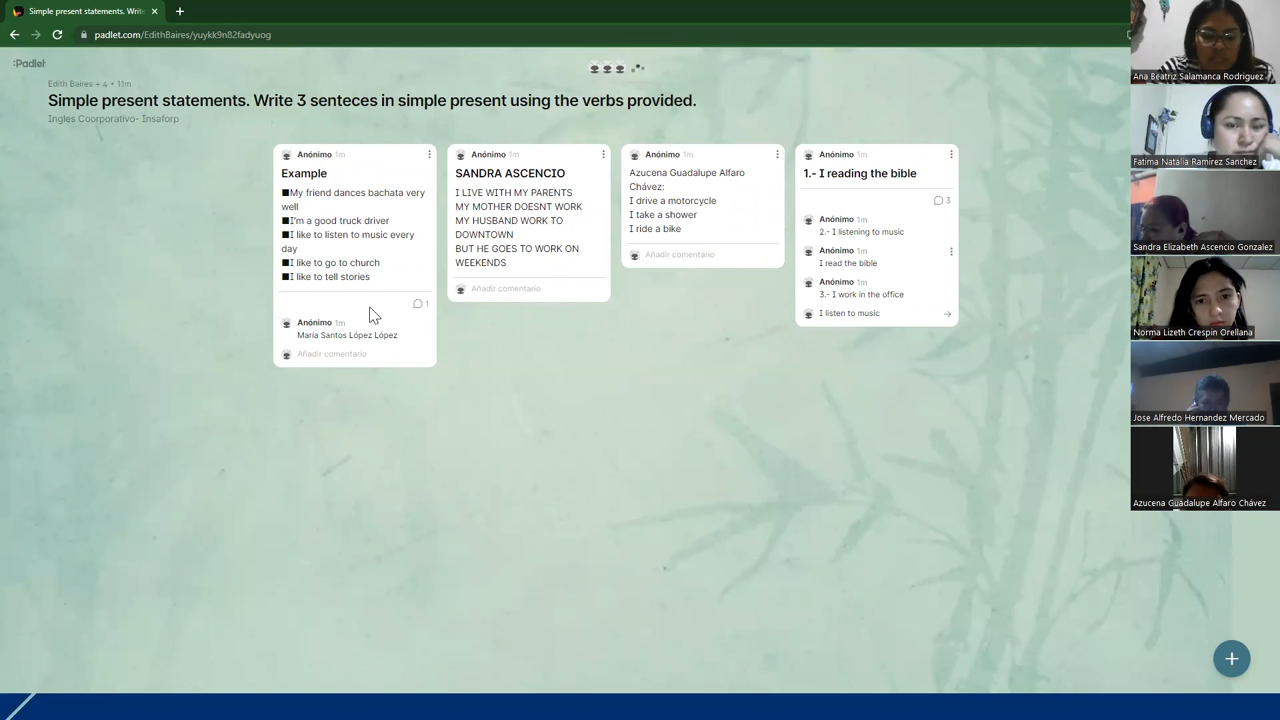 Simple present statements. Write
padlet.com/EdithBaires/yuykk9n82fadyuog
:Padlet
Edith Baires + 4 • 11m
Simple present statements. Write 3 senteces in simple present using the verbs provided.
Ingles Coorporativo- Insaforp
Anónimo 1m
Example
■My friend dances bachata very
well
■I'm a good truck driver
■I like to listen to music every
day
■I like to go to church
■I like to tell stories
1
Anónimo 1m
María Santos López López
Añadir comentario
Anónimo 1m
SANDRA ASCENCIO
I LIVE WITH MY PARENTS
MY MOTHER DOESNT WORK
MY HUSBAND WORK TO
DOWNTOWN
BUT HE GOES TO WORK ON
WEEKENDS
Añadir comentario
Anónimo 1m
Azucena Guadalupe Alfaro
Chávez:
I drive a motorcycle
I take a shower
I ride a bike
Añadir comentario
Anónimo 1m
1.- I reading the bible
3
Anónimo 1m
2.- I listening to music
Anónimo 1m
I read the bible
Anónimo 1m
3.- I work in the office
I listen to music
Ana Beatriz Salamanca Rodriguez
Fatima Natalia Ramirez Sanchez
Sandra Elizabeth Ascencio Gonzalez
Norma Lizeth Crespin Orellana
Jose Alfredo Hernandez Mercado
Azucena Guadalupe Alfaro Chávez